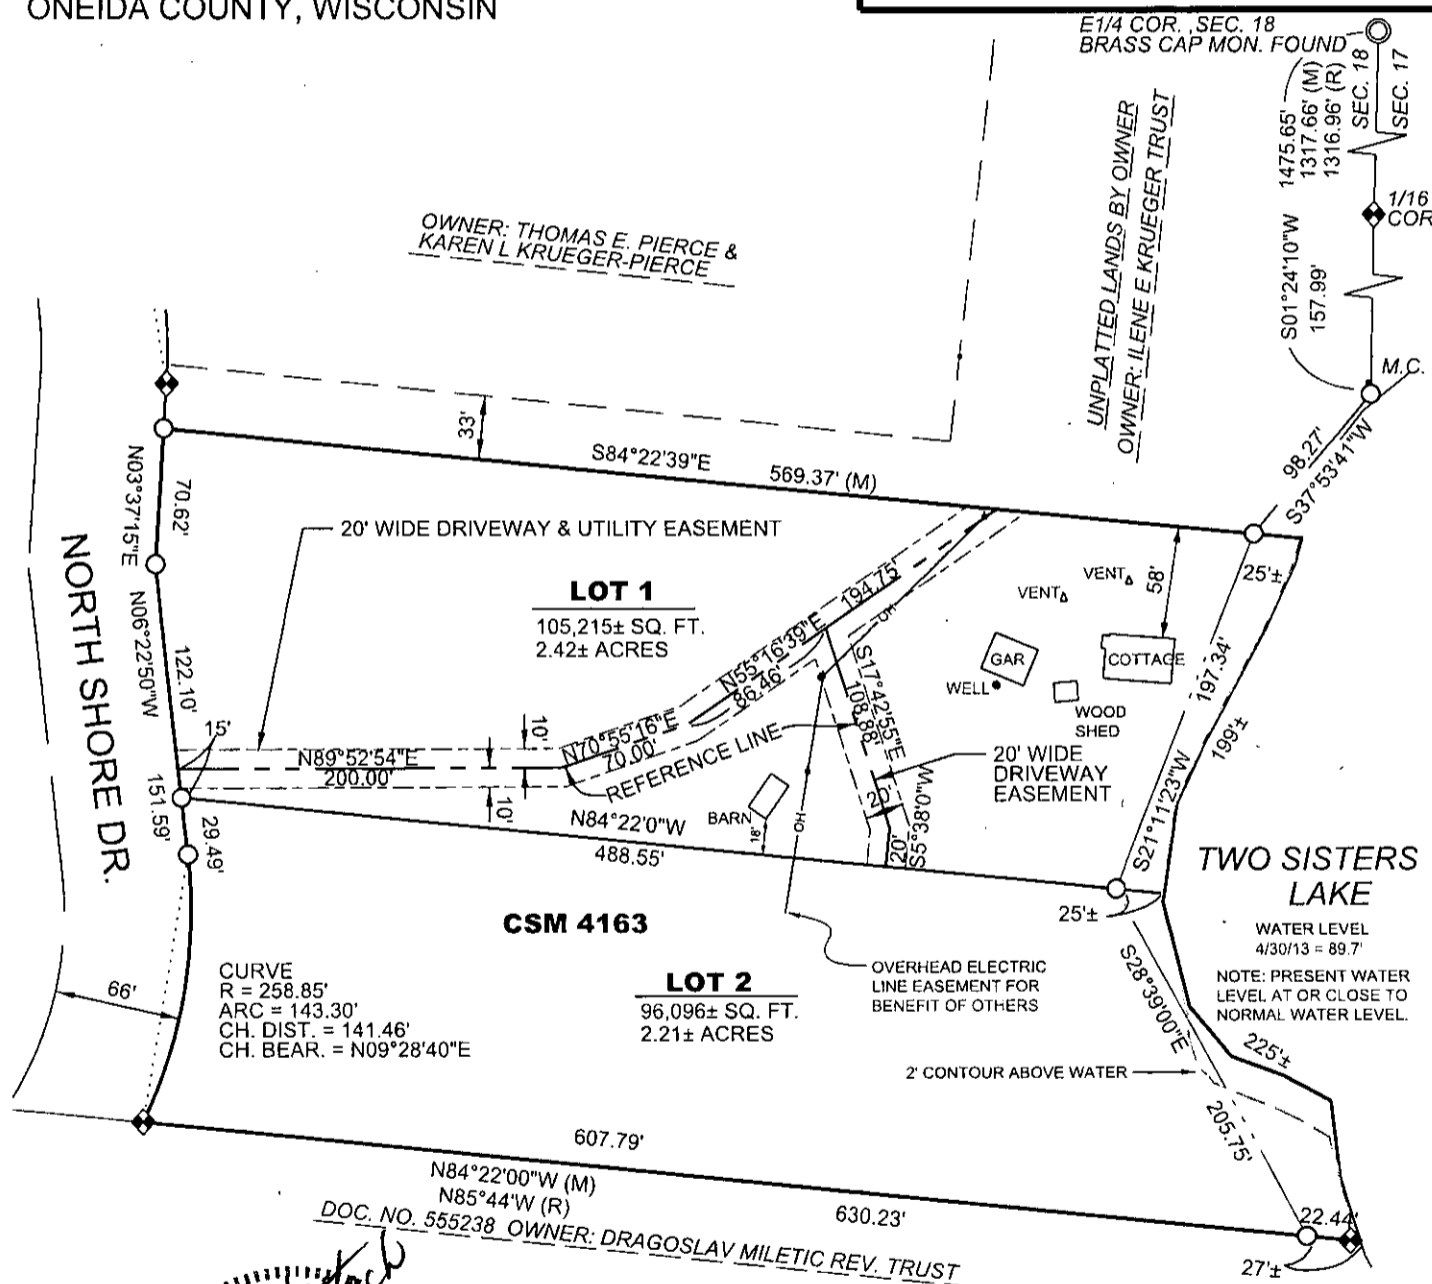 ONEIDA COUNTY, WISCONSIN
E1/4 COR. ,SEC. 18
BRASS CAP MON. FOUND
1475.65'
1317.66' (M)
1316.96' (R)
SEC. 18
SEC. 17
1/16
COR
S01°24'10"W
157.99'
M.C.
UNPLATTED LANDS BY OWNER
OWNER: ILENE E KRUEGER TRUST
OWNER: THOMAS E. PIERCE &
KAREN L KRUEGER-PIERCE
98.27'
S37°53'41"W
33'
S84°22'39"E
569.37' (M)
N03°37'15"E
70.62'
20' WIDE DRIVEWAY & UTILITY EASEMENT
LOT 1
105,215± SQ. FT.
2.42± ACRES
194.75'
N55°16'39"E
86.46'
OH
VENT
VENT
58'
25'±
GAR
COTTAGE
WELL
WOOD
SHED
197.34'
S21°11'23"W
199'±
NORTH SHORE DR.
N06°22'50"W
122.10'
15'
151.59'
29.49'
N89°52'54"E
200.00'
10'
10'
N70°55'16"E
70.00'
REFERENCE LINE
S17°42'55"E
108.88'
20' WIDE
DRIVEWAY
EASEMENT
20'
20'
S5°38'0"W
BARN
18'
OH
N84°22'0"W
488.55'
25'±
TWO SISTERS
LAKE
WATER LEVEL
4/30/13 = 89.7'
NOTE: PRESENT WATER
LEVEL AT OR CLOSE TO
NORMAL WATER LEVEL.
CSM 4163
LOT 2
96,096± SQ. FT.
2.21± ACRES
OVERHEAD ELECTRIC
LINE EASEMENT FOR
BENEFIT OF OTHERS
66'
CURVE
R = 258.85'
ARC = 143.30'
CH. DIST. = 141.46'
CH. BEAR. = N09°28'40"E
2' CONTOUR ABOVE WATER
S28°39'00"E
205.75'
225'±
607.79'
N84°22'00"W (M)
N85°44'W (R)
630.23'
22.44'
27'±
DOC. NO. 555238 OWNER: DRAGOSLAV MILETIC REV. TRUST